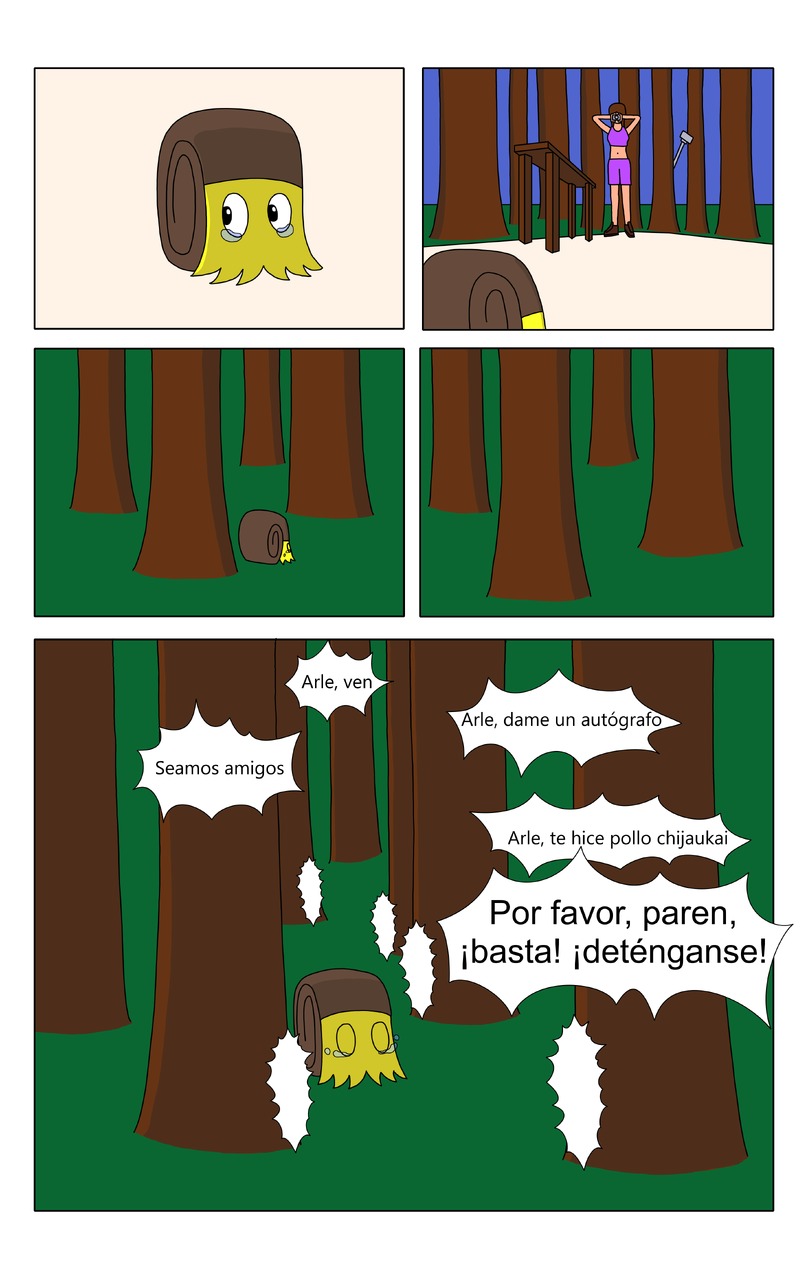 Arle, ven
Seamos amigos
Arle, dame un autógrafo
Arle, te hice pollo chijaukai
Por favor, paren,
¡basta! ¡deténganse!